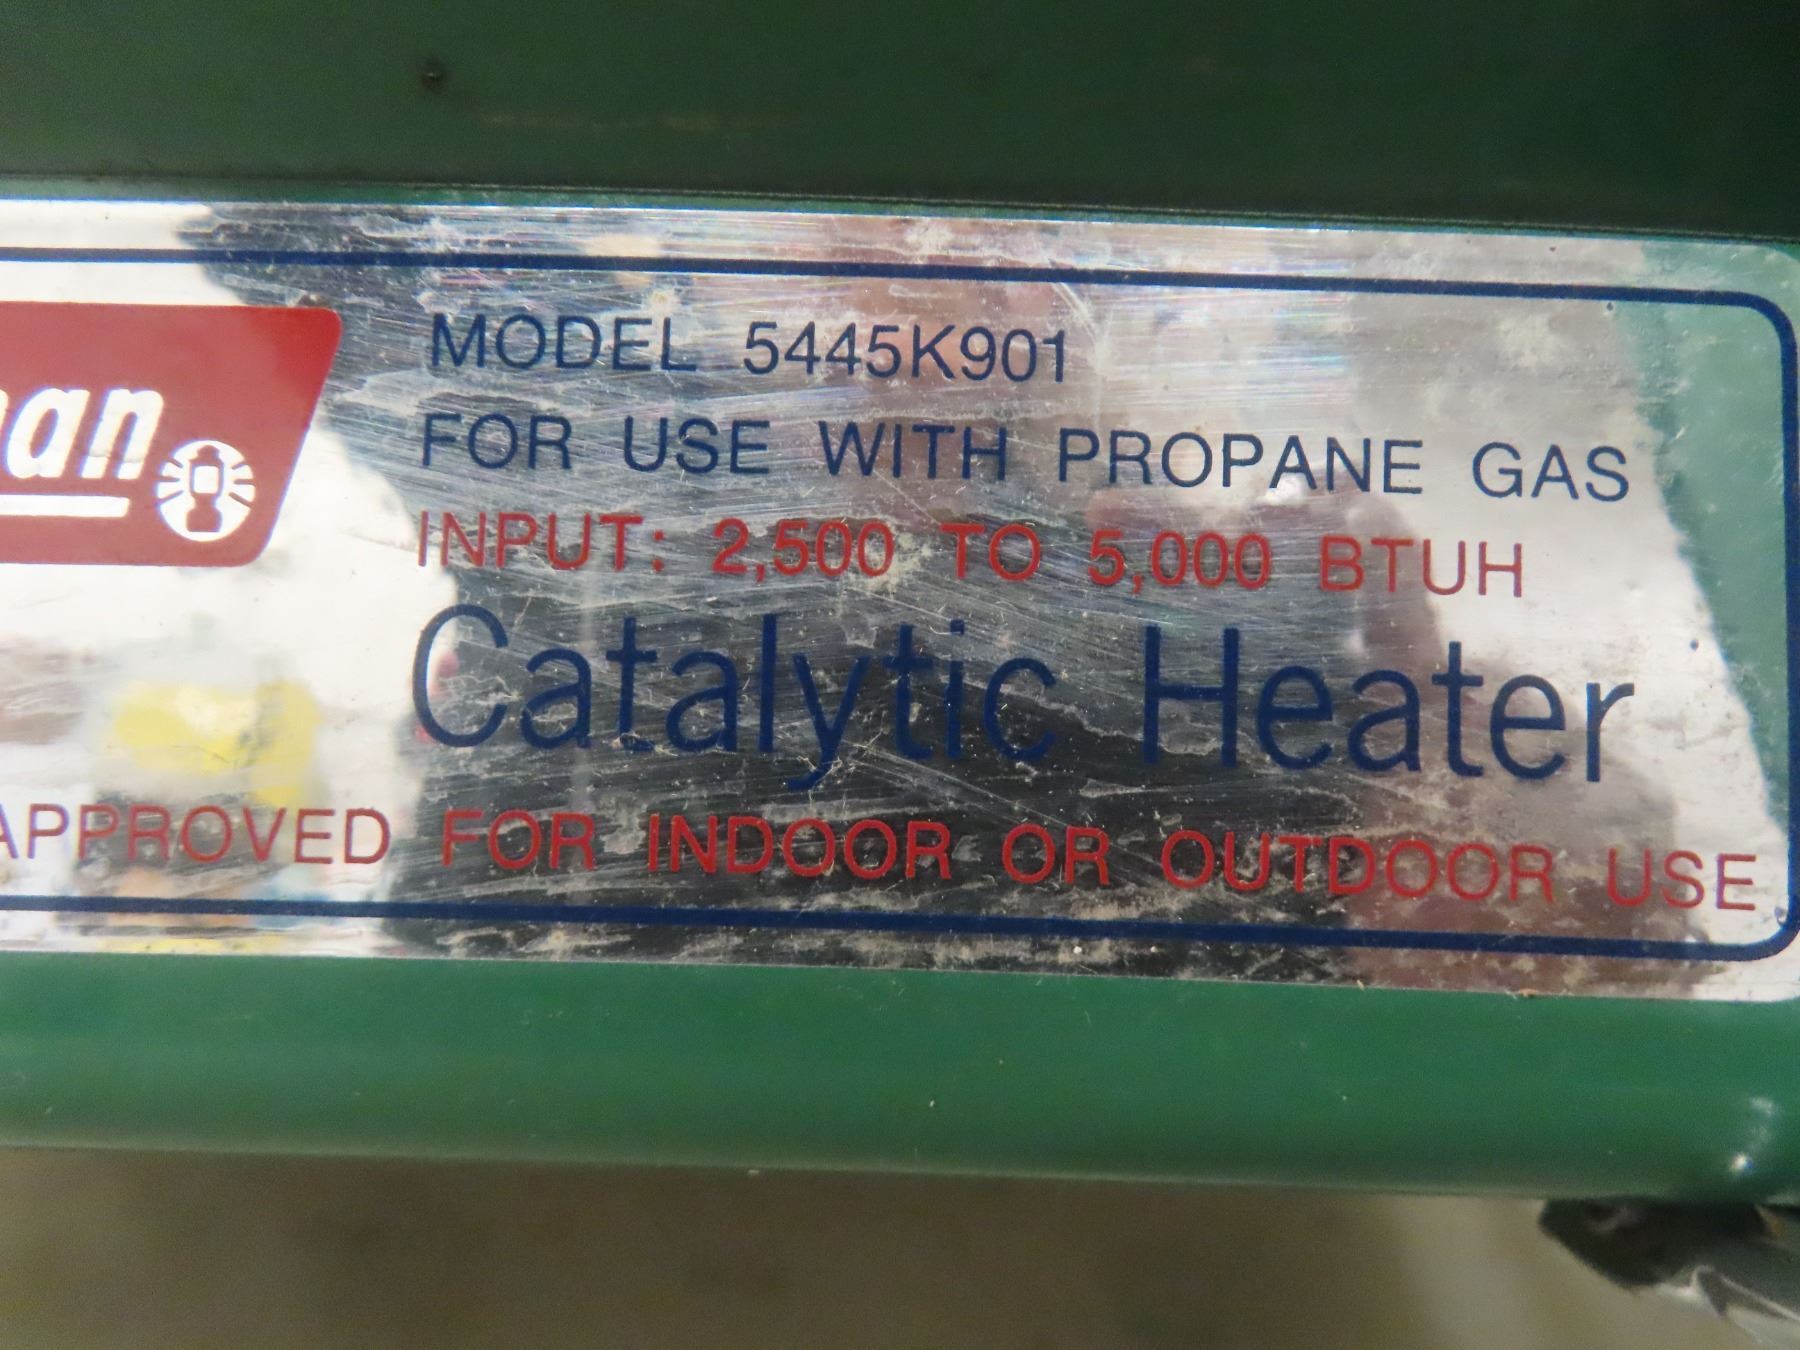 man
MODEL 5445K901
FOR USE WITH PROPANE GAS
INPUT: 2,500 TO 5,000 BTUH
Catalytic Heater
APPROVED FOR INDOOR OR OUTDOOR USE